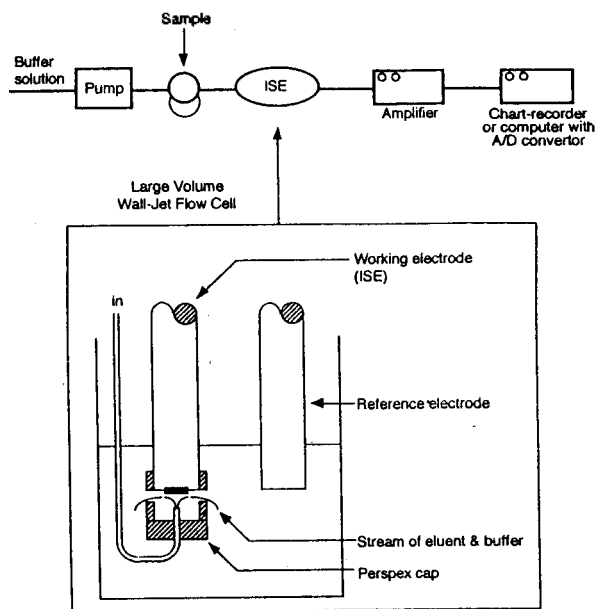 Sample
Buffer
solution
Pump
ISE
Amplifier
Chart-recorder
or computer with
A/D convertor
Large Volume
Wall-Jet Flow Cell
Working electrode
(ISE)
in
Reference electrode
Stream of eluent & buffer
Perspex cap